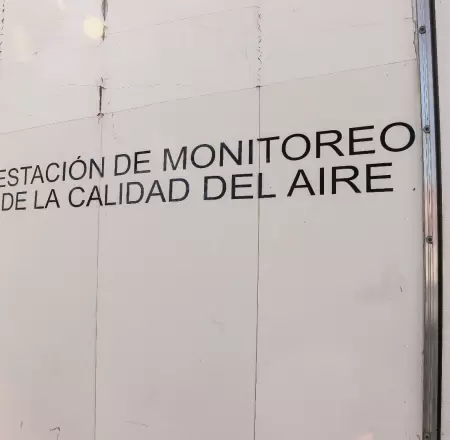 ESTACIÓN DE MONITOREO
DE LA CALIDAD DEL AIRE